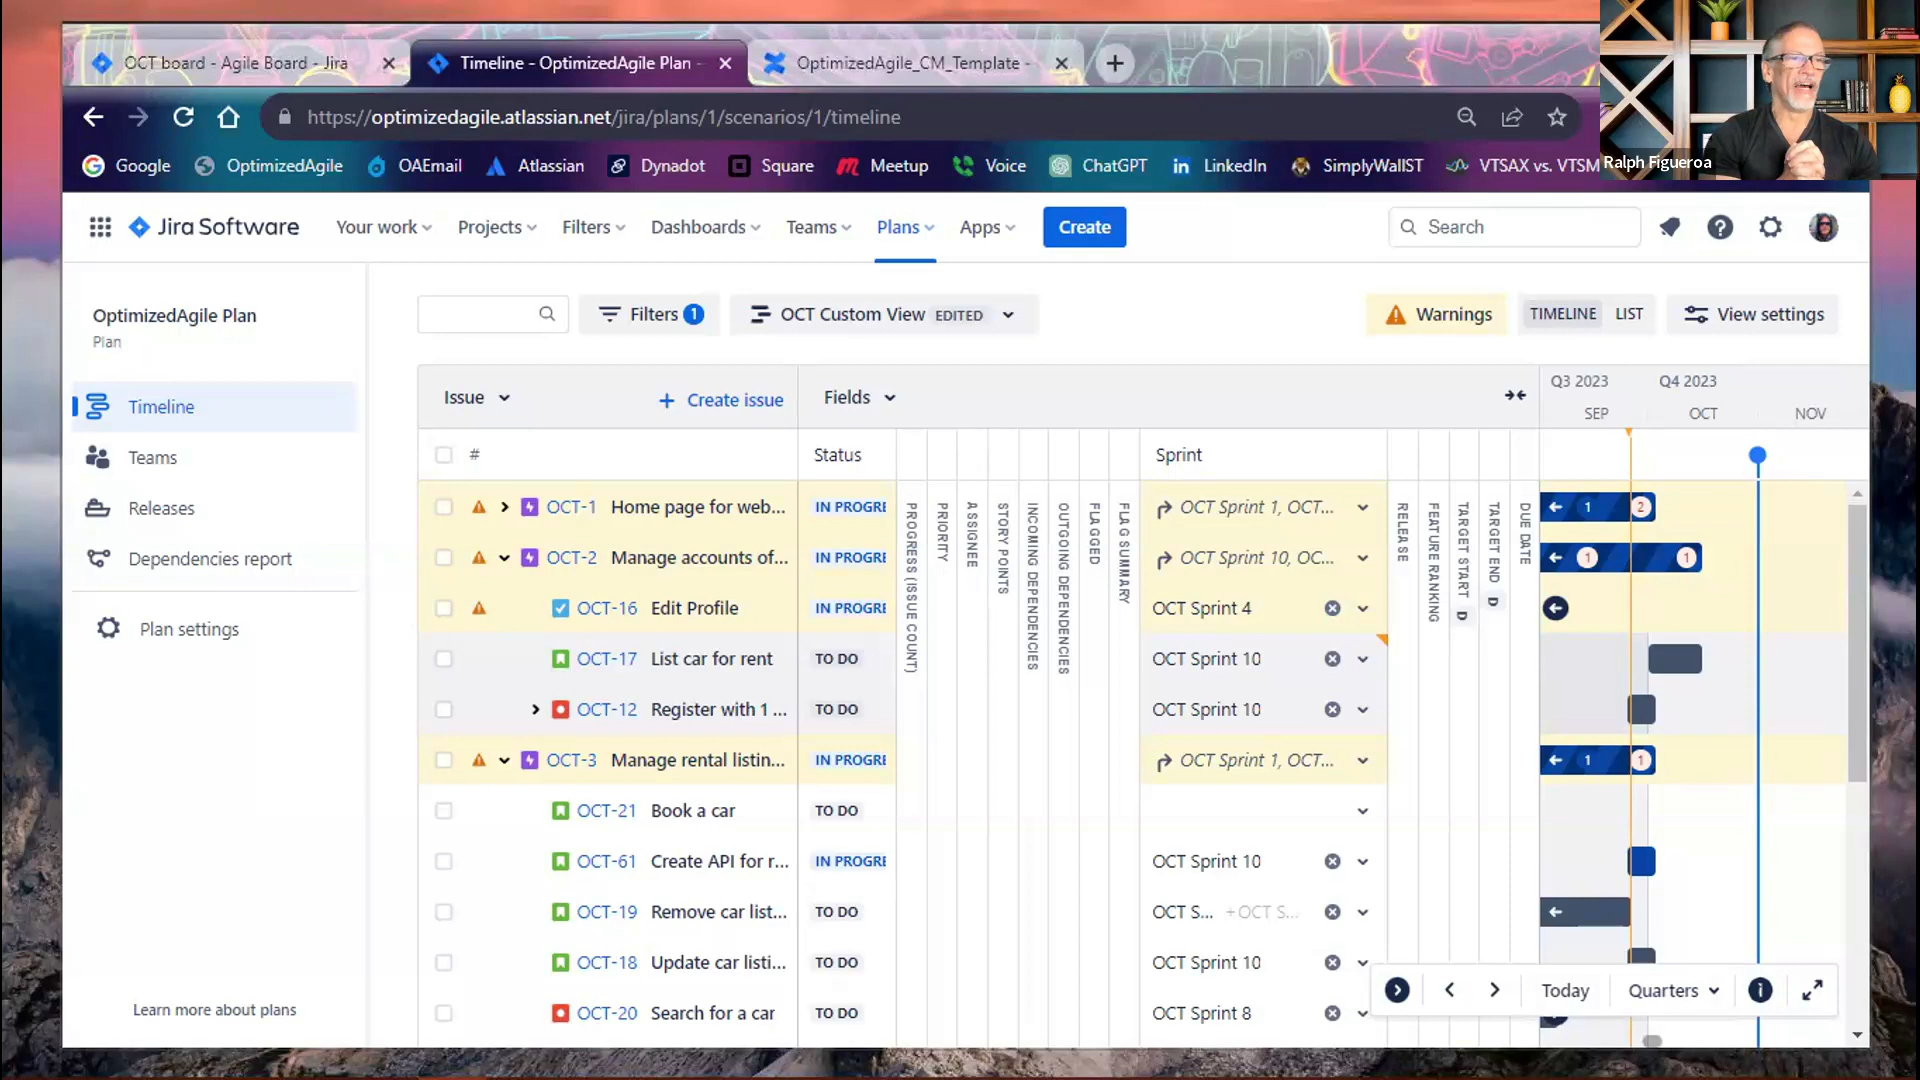 OCT board - Agile Board - Jira
Timeline - OptimizedAgile Plan -
OptimizedAgile_CM_Template -
https://optimizedagile.atlassian.net/jira/plans/1/scenarios/1/timeline
Google OptimizedAgile OAEmail Atlassian Dynadot Square Meetup Voice ChatGPT LinkedIn SimplyWallST VTSAX vs. VTSM
Ralph Figueroa
Jira Software Your work Projects Filters Dashboards Teams Plans Apps Create Search
OptimizedAgile Plan
Plan
Timeline
Teams
Releases
Dependencies report
Plan settings
Learn more about plans
Filters 1 OCT Custom View EDITED Warnings TIMELINE LIST View settings
Issue + Create issue Fields Q3 2023 Q4 2023
SEP OCT NOV
# Status Sprint
PROGRESS (ISSUE COUNT)
PRIORITY
ASSIGNEE
STORY POINTS
INCOMING DEPENDENCIES
OUTGOING DEPENDENCIES
FLAGGED
FLAG SUMMARY
RELEASE
FEATURE RANKING
TARGET START D
TARGET END D
DUE DATE
OCT-1 Home page for web... IN PROGRE OCT Sprint 1, OCT... 1 2
OCT-2 Manage accounts of... IN PROGRE OCT Sprint 10, OC... 1 1
OCT-16 Edit Profile IN PROGRE OCT Sprint 4
OCT-17 List car for rent TO DO OCT Sprint 10
OCT-12 Register with 1 ... TO DO OCT Sprint 10
OCT-3 Manage rental listin... IN PROGRE OCT Sprint 1, OCT... 1 1
OCT-21 Book a car TO DO
OCT-61 Create API for r... IN PROGRE OCT Sprint 10
OCT-19 Remove car list... TO DO OCT S... +OCT S...
OCT-18 Update car listi... TO DO OCT Sprint 10
OCT-20 Search for a car TO DO OCT Sprint 8
Today Quarters